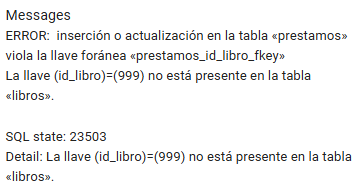 Messages
ERROR:  inserción o actualización en la tabla «prestamos»
viola la llave foránea «prestamos_id_libro_fkey»
La llave (id_libro)=(999) no está presente en la tabla
«libros».
SQL state: 23503
Detail: La llave (id_libro)=(999) no está presente en la tabla
«libros».